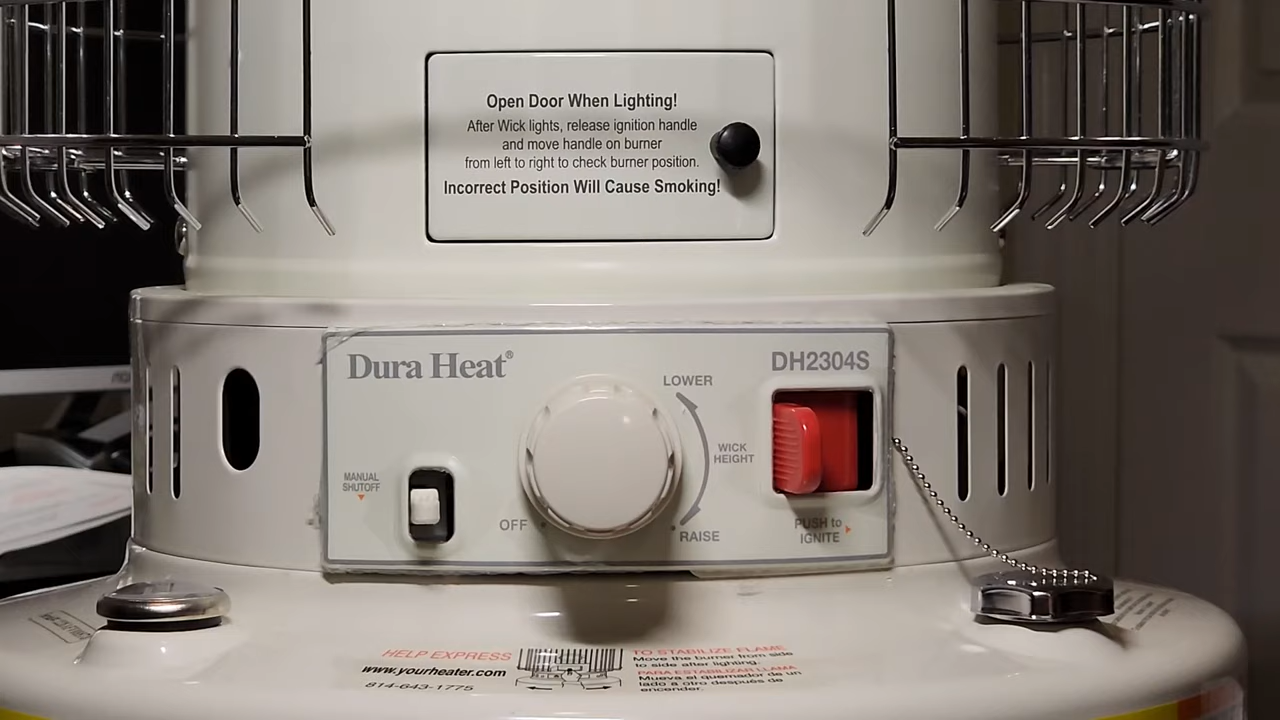 Open Door When Lighting!
After Wick lights, release ignition handle
and move handle on burner
from left to right to check burner position.
Incorrect Position Will Cause Smoking!
Dura Heat®
DH2304S
LOWER
WICK
HEIGHT
MANUAL
SHUTOFF
OFF
RAISE
PUSH to
IGNITE
HELP EXPRESS
www.yourheater.com
814-643-1775
TO STABILIZE FLAME
Move the burner from side
to side after lighting.
PARA ESTABILIZAR LLAMA
Mueva el quemador de un
lado a otro después de
encender.